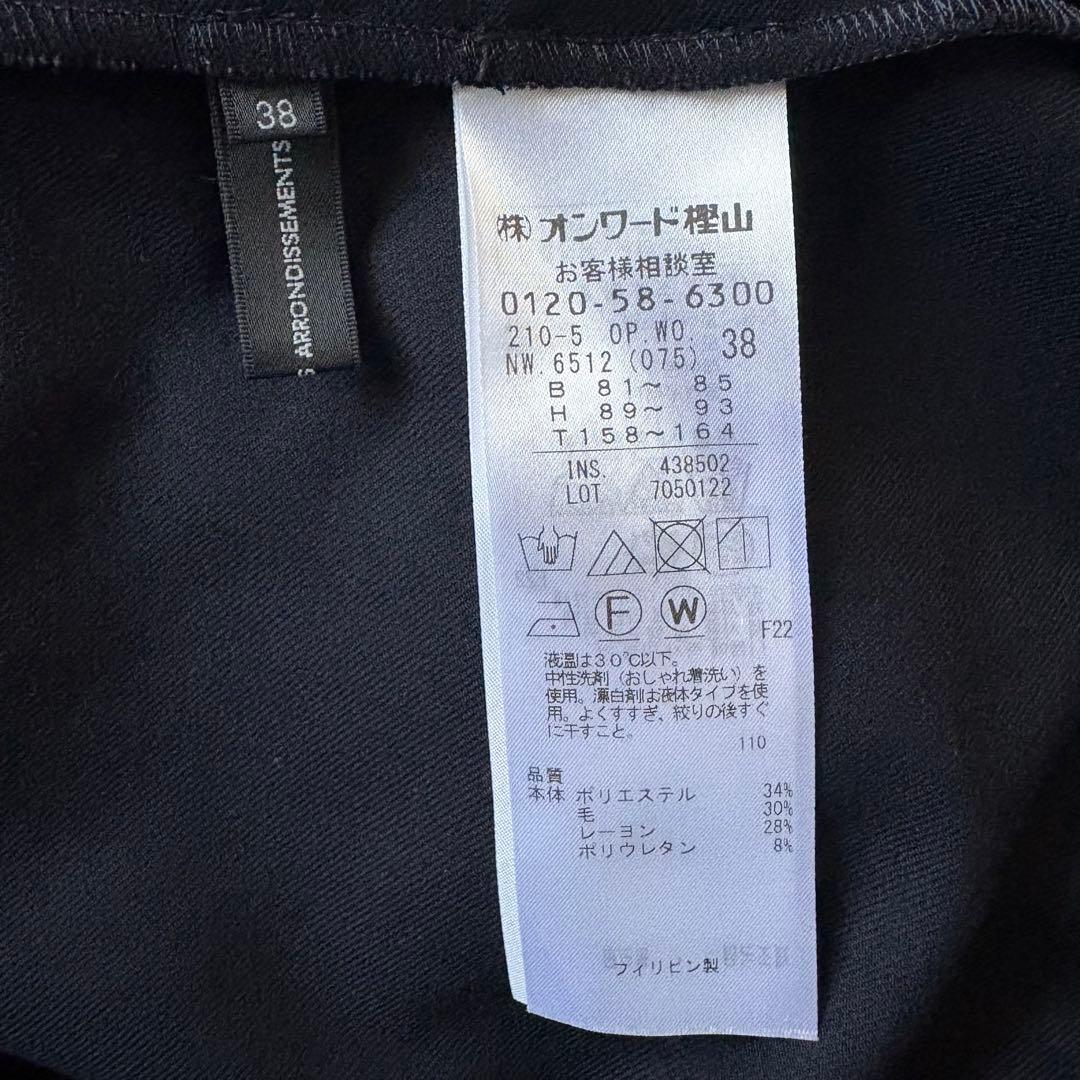 38
ARRONDISSEMENTS
㈱オンワード樫山
お客様相談室
0120-58-6300
210-5 OP.WO.
NW.6512(075) 38
B 81～ 85
H 89～ 93
T158～164
INS. 438502
LOT 7050122
F W
F22
液温は30℃以下。
中性洗剤(おしゃれ着洗い)を
使用。漂白剤は液体タイプを使
用。よくすすぎ、絞りの後すぐ
に干すこと。
110
品質
本体 ポリエステル 34%
毛 30%
レーヨン 28%
ポリウレタン 8%
フィリピン製